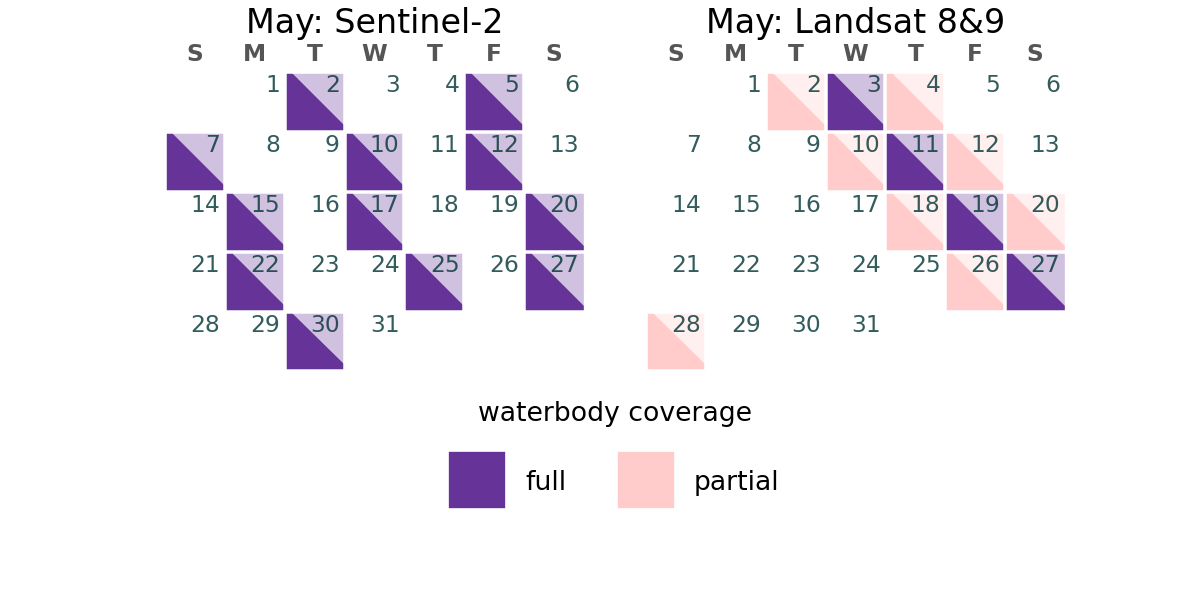 May: Sentinel-2
S M T W T F S
1 2 3 4 5 6
7 8 9 10 11 12 13
14 15 16 17 18 19 20
21 22 23 24 25 26 27
28 29 30 31
May: Landsat 8&9
S M T W T F S
1 2 3 4 5 6
7 8 9 10 11 12 13
14 15 16 17 18 19 20
21 22 23 24 25 26 27
28 29 30 31
waterbody coverage
full partial